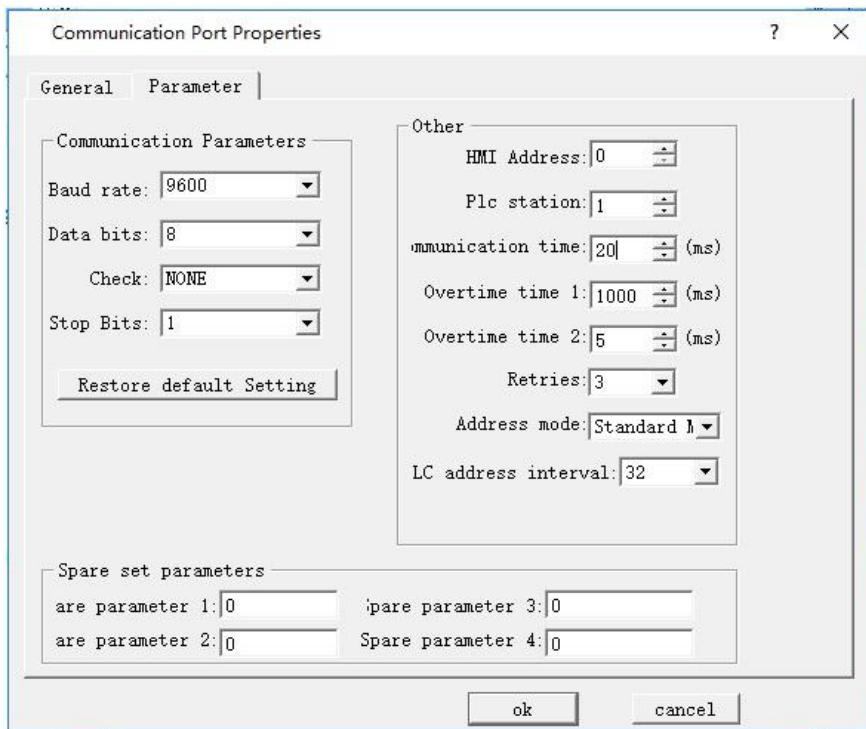 Communication Port Properties
?
General
Parameter
Communication Parameters
Baud rate: 9600
Data bits: 8
Check: NONE
Stop Bits: 1
Restore default Setting
Other
HMI Address: 0
Plc station: 1
ommunication time: 20 (ms)
Overtime time 1: 1000 (ms)
Overtime time 2: 5 (ms)
Retries: 3
Address mode: Standard M
LC address interval: 32
Spare set parameters
are parameter 1: 0
pare parameter 3: 0
are parameter 2: 0
Spare parameter 4: 0
ok
cancel